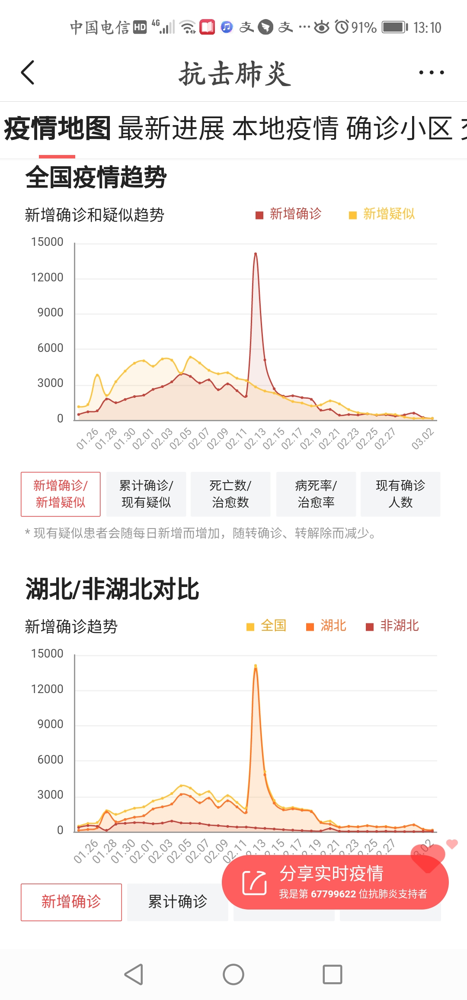 中国电信 HD 4G 支 支 ··· 91% 13:10
抗击肺炎
疫情地图 最新进展 本地疫情 确诊小区
全国疫情趋势
新增确诊和疑似趋势 新增确诊 新增疑似
15000
12000
9000
6000
3000
0
01.26 01.28 01.30 02.01 02.03 02.05 02.07 02.09 02.11 02.13 02.15 02.17 02.19 02.21 02.23 02.25 02.27 03.02
新增确诊/ 累计确诊/ 死亡数/ 病死率/ 现有确诊
新增疑似 现有疑似 治愈数 治愈率 人数
* 现有疑似患者会随每日新增而增加，随转确诊、转解除而减少。
湖北/非湖北对比
新增确诊趋势 全国 湖北 非湖北
15000
12000
9000
6000
3000
0
01.26 01.28 01.30 02.01 02.03 02.05 02.07 02.09 02.11 2.13 2.15 2.17 2.19 2.21 2.23 2.25 2.27 3.02
分享实时疫情
我是第 67799622 位抗肺炎支持者
新增确诊 累计确诊